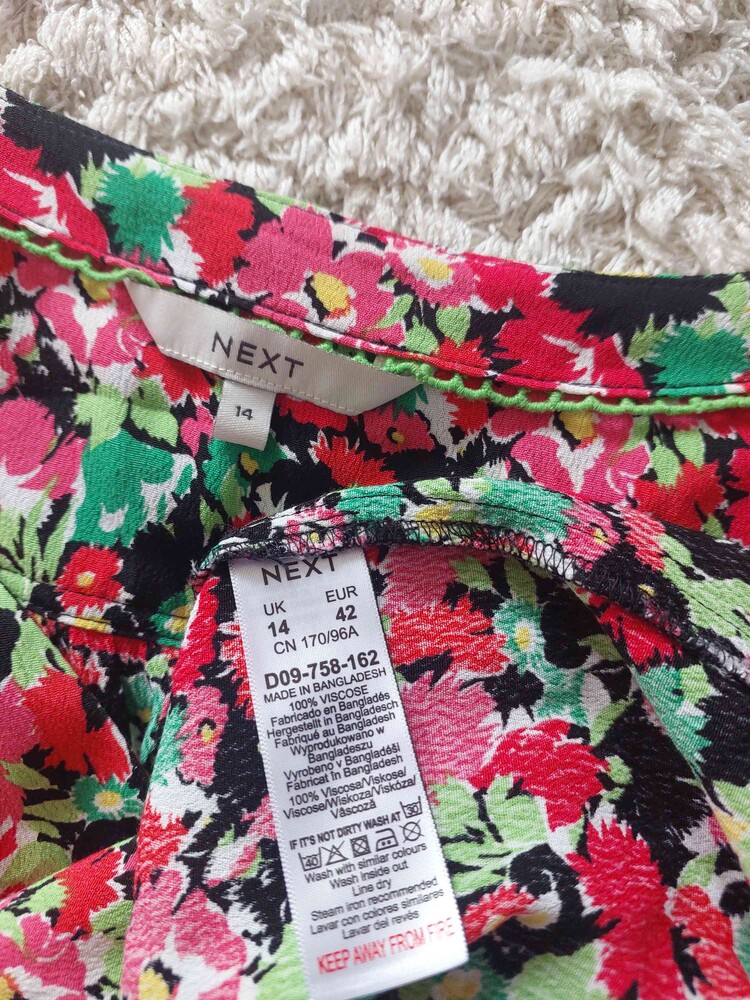 NEXT
14
NEXT
UK EUR
14 42
CN 170/96A
D09-758-162
MADE IN BANGLADESH
100% VISCOSE
Fabricado en Bangladés
Hergestellt in Bangladesch
Fabriqué au Bangladesh
Wyprodukowano w
Bangladeszu
Vyrobeno v Bangladéši
Fabricat în Bangladesh
100% Viscosa/Viskose/
Viscose/Wiskoza/Viskóza/
Vâscoză
IF IT'S NOT DIRTY WASH AT 30
40
Wash with similar colours
Wash inside out
Line dry
Steam iron recommended
Lavar con colores similares
Lavar del revés
KEEP AWAY FROM FIRE